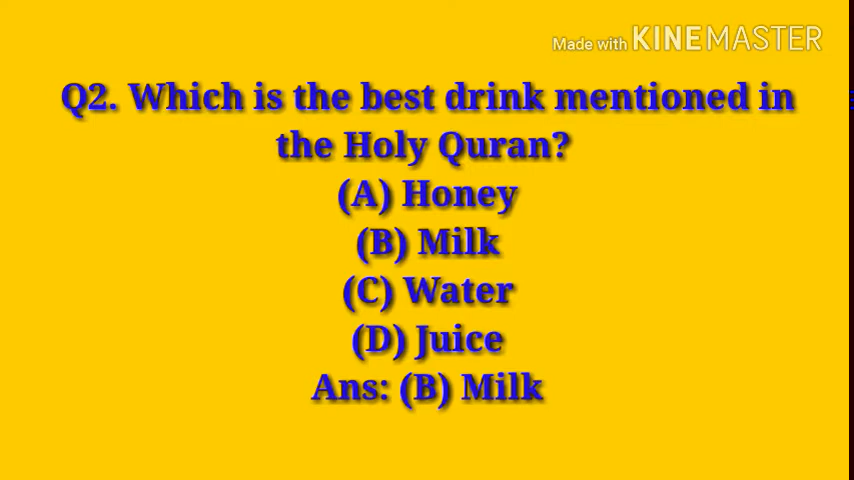 Made with KINEMASTER
Q2. Which is the best drink mentioned in
the Holy Quran?
(A) Honey
(B) Milk
(C) Water
(D) Juice
Ans: (B) Milk